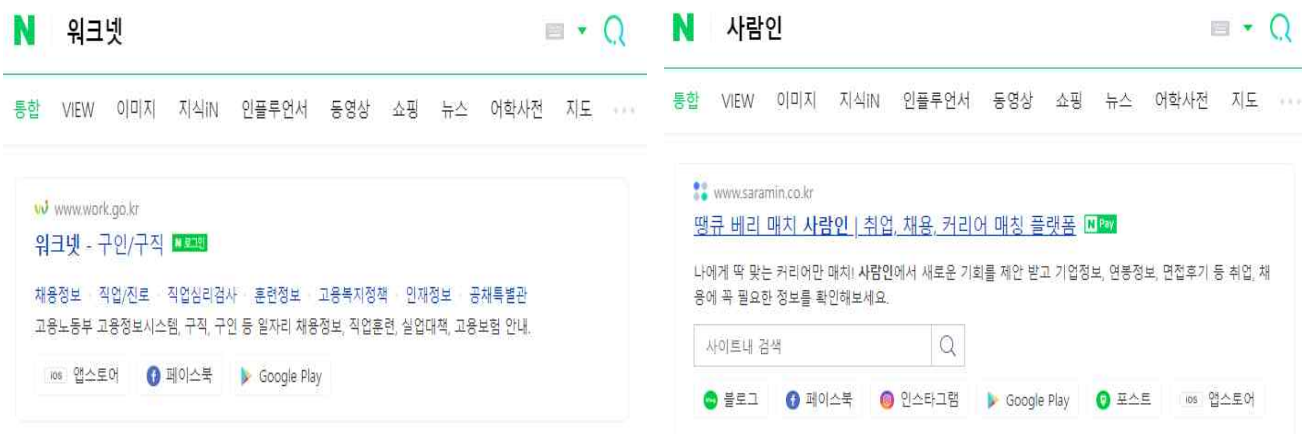 N 워크넷
통합 VIEW 이미지 지식iN 인플루언서 동영상 쇼핑 뉴스 어학사전 지도
www.work.go.kr
워크넷 - 구인/구직 N 로그인
채용정보 직업/진로 직업심리검사 훈련정보 고용복지정책 인재정보 공채특별관
고용노동부 고용정보시스템, 구직, 구인 등 일자리 채용정보, 직업훈련, 실업대책, 고용보험 안내.
iOS 앱스토어 페이스북 Google Play
N 사람인
통합 VIEW 이미지 지식iN 인플루언서 동영상 쇼핑 뉴스 어학사전 지도
www.saramin.co.kr
땡큐 베리 매치 사람인 | 취업, 채용, 커리어 매칭 플랫폼 N Pay
나에게 딱 맞는 커리어만 매치! 사람인에서 새로운 기회를 제안 받고 기업정보, 연봉정보, 면접후기 등 취업, 채
용에 꼭 필요한 정보를 확인해보세요.
사이트내 검색
블로그 페이스북 인스타그램 Google Play 포스트 iOS 앱스토어